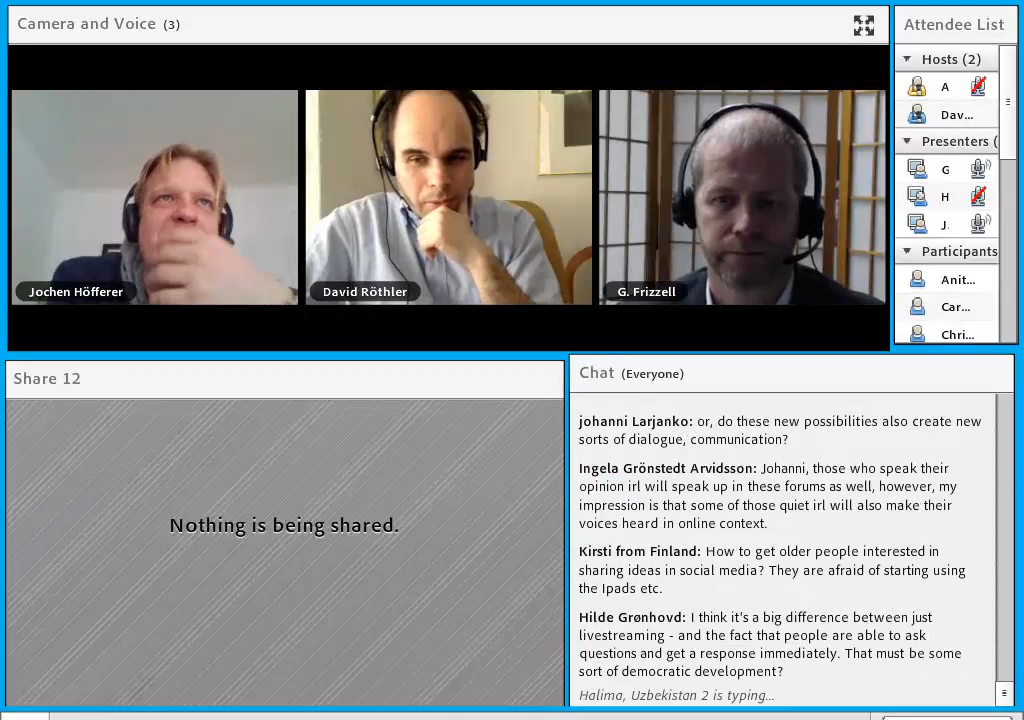 Camera and Voice (3)
Attendee List
Hosts (2)
A
Dav...
Presenters (
G
H
J.
Participants
Anit...
Car...
Chri...
Jochen Höfferer
David Röthler
G. Frizzell
Share 12
Nothing is being shared.
Chat (Everyone)
johanni Larjanko: or, do these new possibilities also create new
sorts of dialogue, communication?
Ingela Grönstedt Arvidsson: Johanni, those who speak their
opinion irl will speak up in these forums as well, however, my
impression is that some of those quiet irl will also make their
voices heard in online context.
Kirsti from Finland: How to get older people interested in
sharing ideas in social media? They are afraid of starting using
the Ipads etc.
Hilde Grønhovd: I think it's a big difference between just
livestreaming - and the fact that people are able to ask
questions and get a response immediately. That must be some
sort of democratic development?
Halima, Uzbekistan 2 is typing...